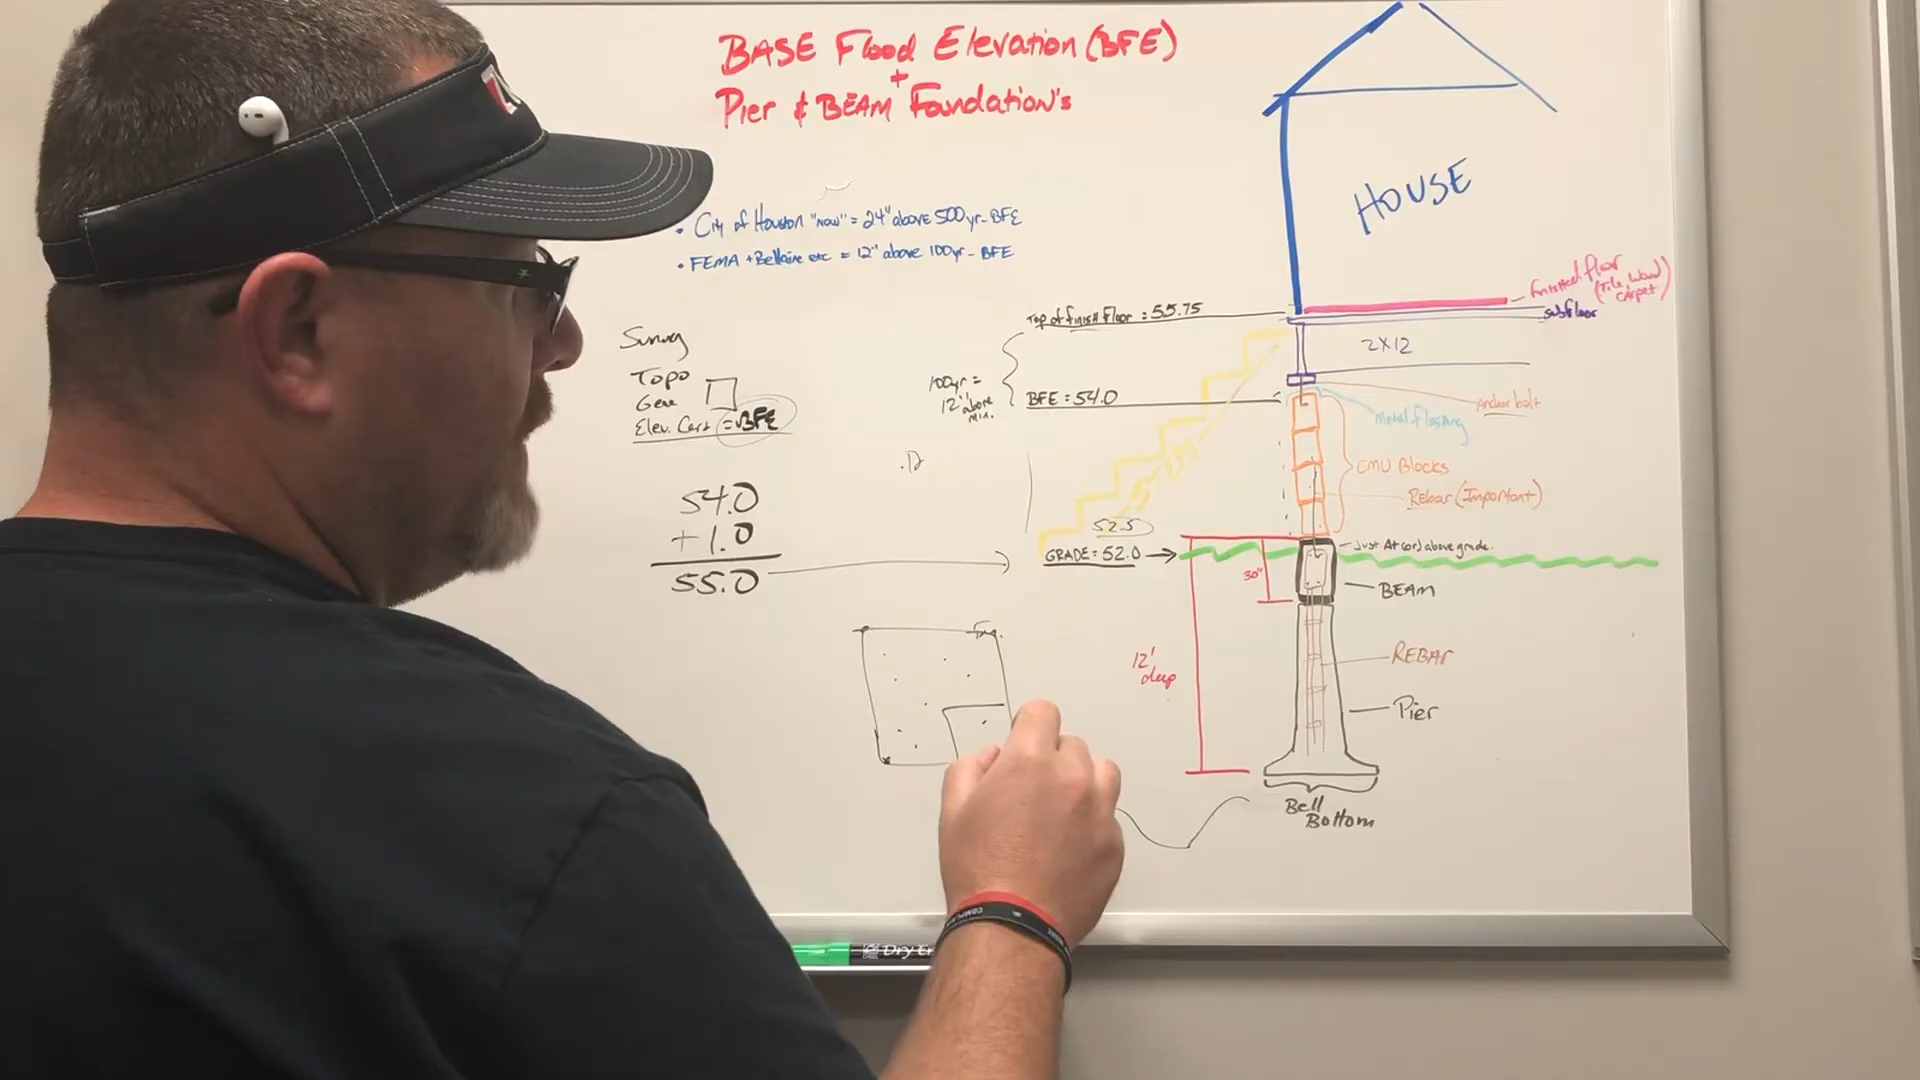 BASE Flood Elevation (BFE)
+
Pier & BEAM Foundation's
• City of Houston "now" = 24" above 500yr-BFE
• FEMA + Bellaire etc = 12" above 100yr-BFE
HOUSE
finished floor
(Tile, Wood,
Carpet)
subfloor
Top of finish Floor : 55.75
2X12
100yr =
12" above
min.
BFE = 54.0
Anchor bolt
Metal Flashing
CMU Blocks
Rebar (Important)
Survey
Topo
Elev. Cert = BFE
54.0
+ 1.0
55.0
52.5
GRADE = 52.0
Just At (or) above grade.
30"
BEAM
REBAR
12'
deep
Pier
Bell
Bottom
Dry Er